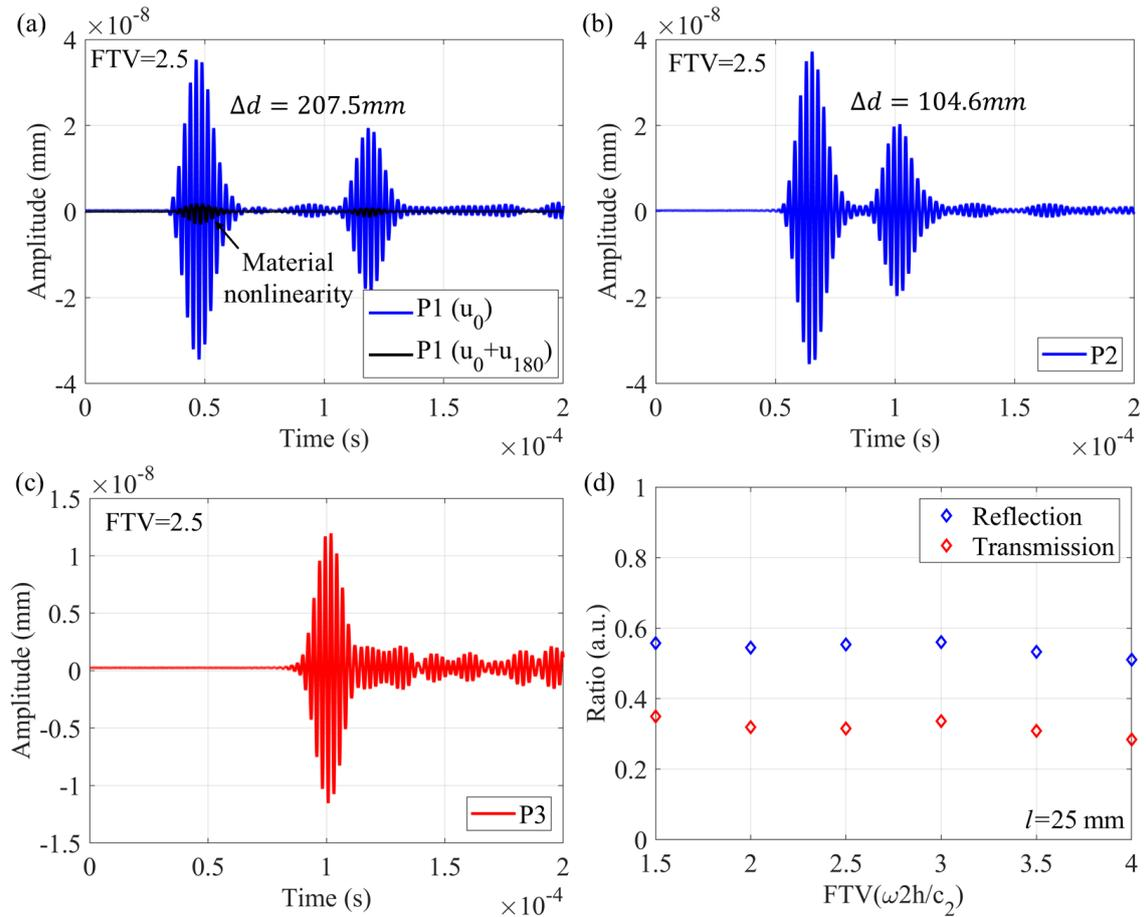 (a)
×10⁻⁸
4
2
0
-2
-4
Amplitude (mm)
FTV=2.5
Δd = 207.5mm
Material
nonlinearity
P1 (u₀)
P1 (u₀+u₁₈₀)
0 0.5 1 1.5 2
Time (s)
×10⁻⁴
(b)
×10⁻⁸
4
2
0
-2
-4
Amplitude (mm)
FTV=2.5
Δd = 104.6mm
P2
0 0.5 1 1.5 2
Time (s)
×10⁻⁴
(c)
×10⁻⁸
1.5
1
0.5
0
-0.5
-1
-1.5
Amplitude (mm)
FTV=2.5
P3
0 0.5 1 1.5 2
Time (s)
×10⁻⁴
(d)
1
0.8
0.6
0.4
0.2
0
Ratio (a.u.)
Reflection
Transmission
l=25 mm
1.5 2 2.5 3 3.5 4
FTV(ω2h/c₂)